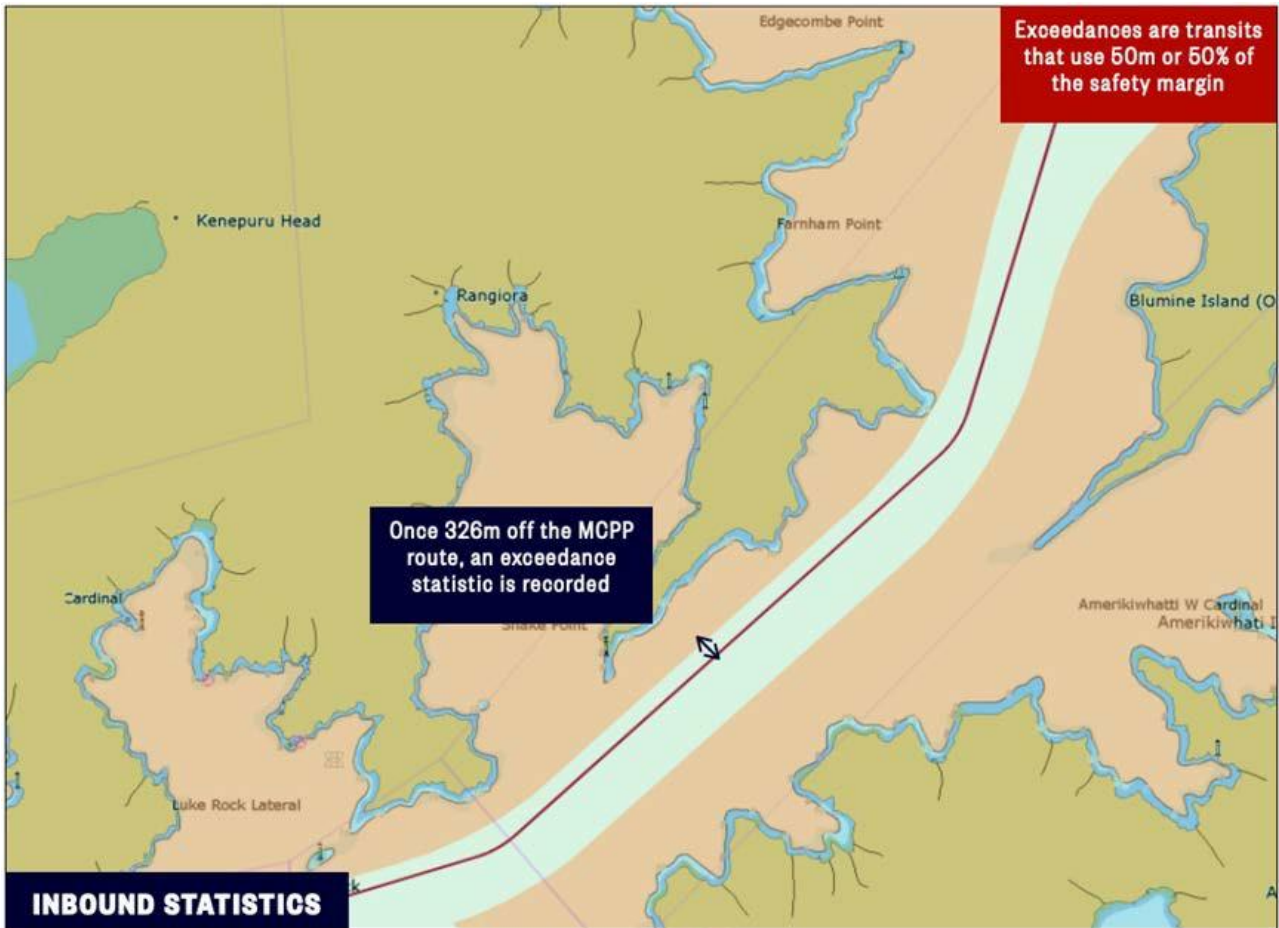 Edgecombe Point
Exceedances are transits
that use 50m or 50% of
the safety margin
Kenepuru Head
Farnham Point
Rangiora
Blumine Island (O
Once 326m off the MCPP
route, an exceedance
statistic is recorded
Cardinal
Snake Point
Amerikiwhatti W Cardinal
Amerikiwhati I
Luke Rock Lateral
k
A
INBOUND STATISTICS